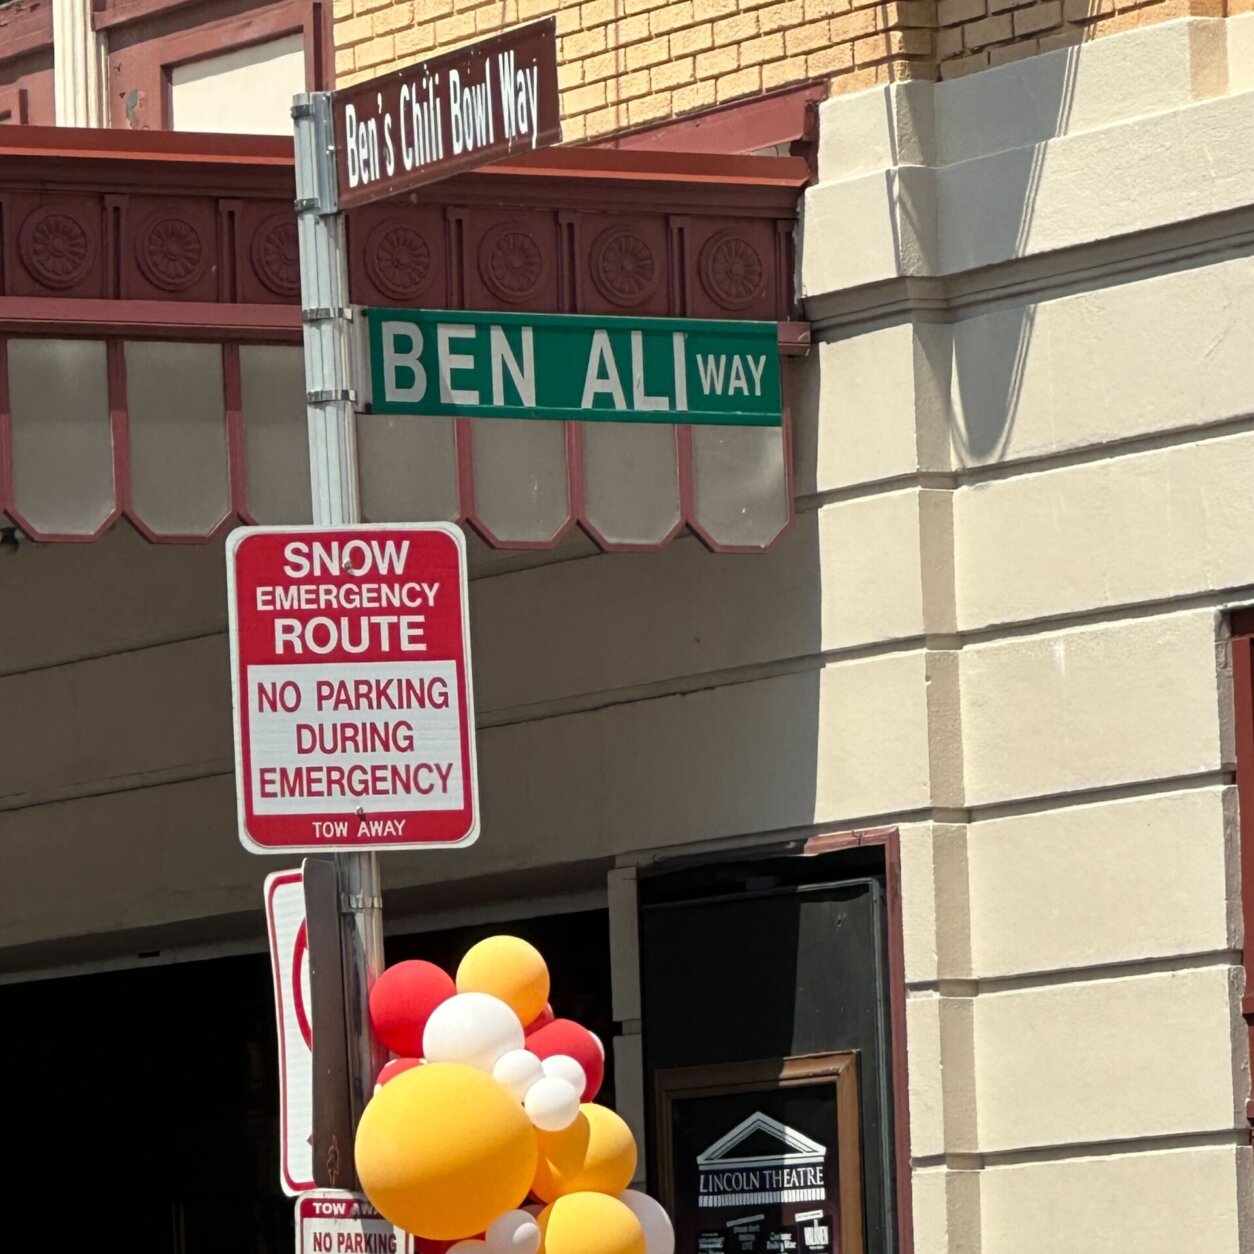 Ben's Chili Bowl Way
BEN ALI WAY
SNOW
EMERGENCY
ROUTE
NO PARKING
DURING
EMERGENCY
TOW AWAY
LINCOLN THEATRE
TOW
NO PARKING